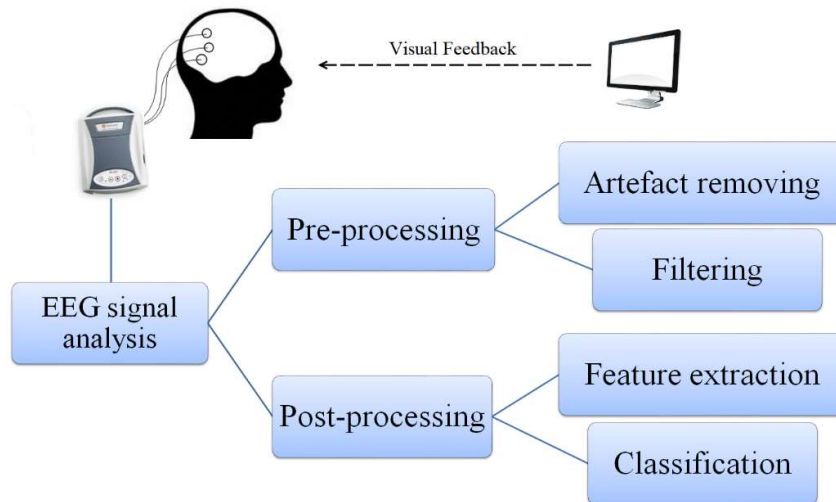 Visual Feedback
Artefact removing
Pre-processing
Filtering
EEG signal
analysis
Feature extraction
Post-processing
Classification